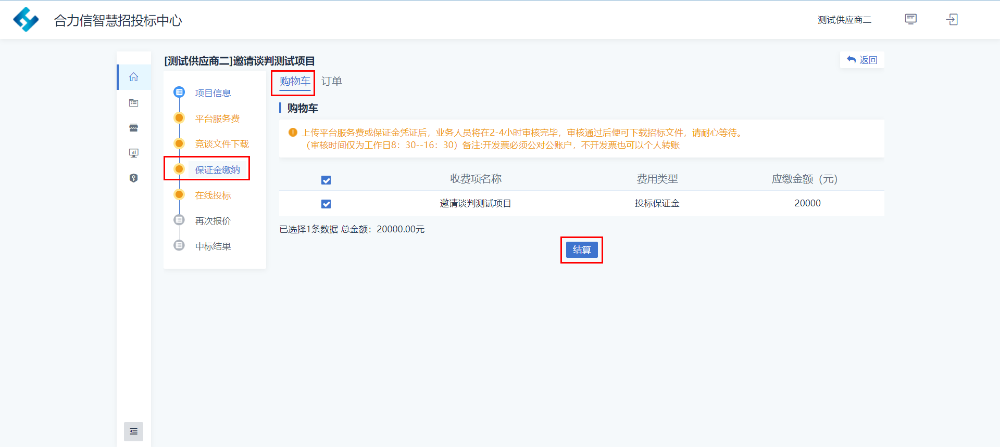 合力信智慧招投标中心
测试供应商二
[测试供应商二]邀请谈判测试项目
返回
项目信息
平台服务费
竞谈文件下载
保证金缴纳
在线投标
再次报价
中标结果
购物车 订单
购物车
上传平台服务费或保证金凭证后，业务人员将在2-4小时审核完毕，审核通过后便可下载招标文件，请耐心等待。
（审核时间仅为工作日8：30--16：30）备注:开发票必须公对公账户，不开发票也可以个人转账
收费项名称 费用类型 应缴金额（元）
邀请谈判测试项目 投标保证金 20000
已选择1条数据 总金额：20000.00元
结算